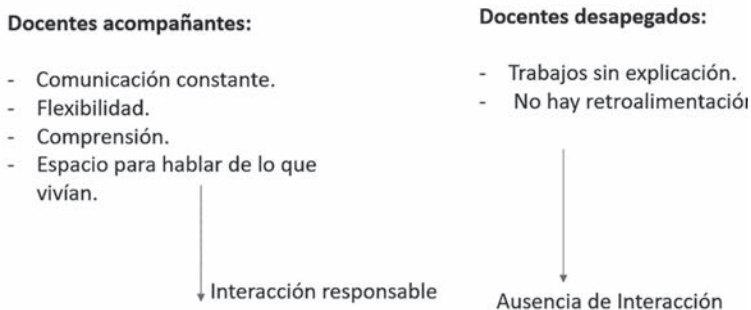 Docentes acompañantes:
- Comunicación constante.
- Flexibilidad.
- Comprensión.
- Espacio para hablar de lo que
vivían.
Interacción responsable
Docentes desapegados:
- Trabajos sin explicación.
- No hay retroalimentación
Ausencia de Interacción